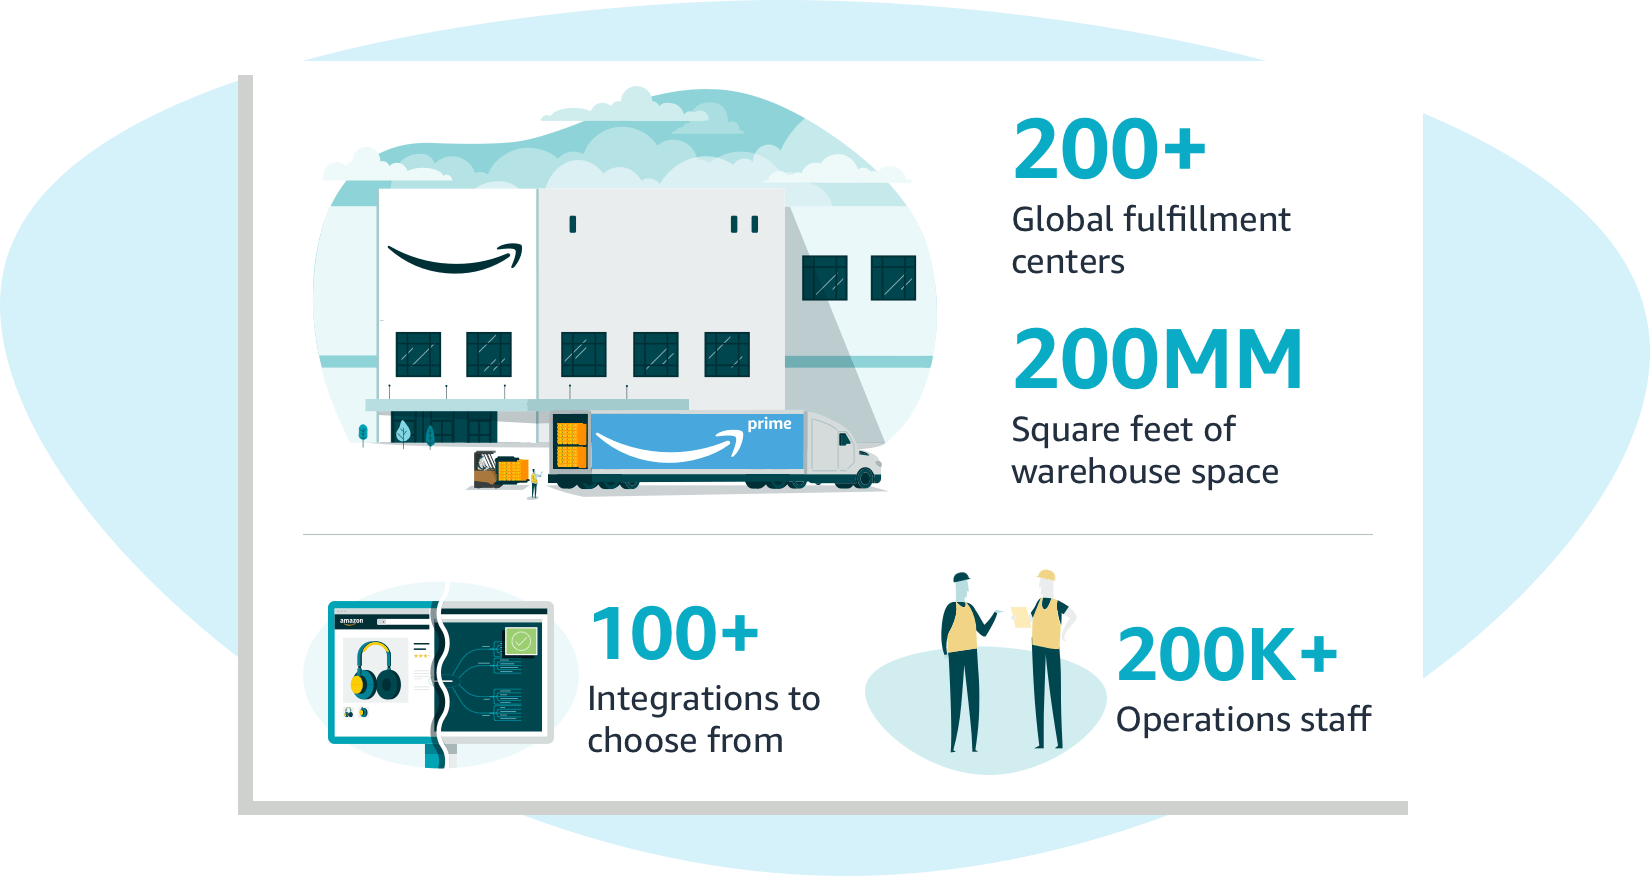 200+
Global fulfillment
centers
200MM
Square feet of
warehouse space
prime
amazon
100+
Integrations to
choose from
200K+
Operations staff